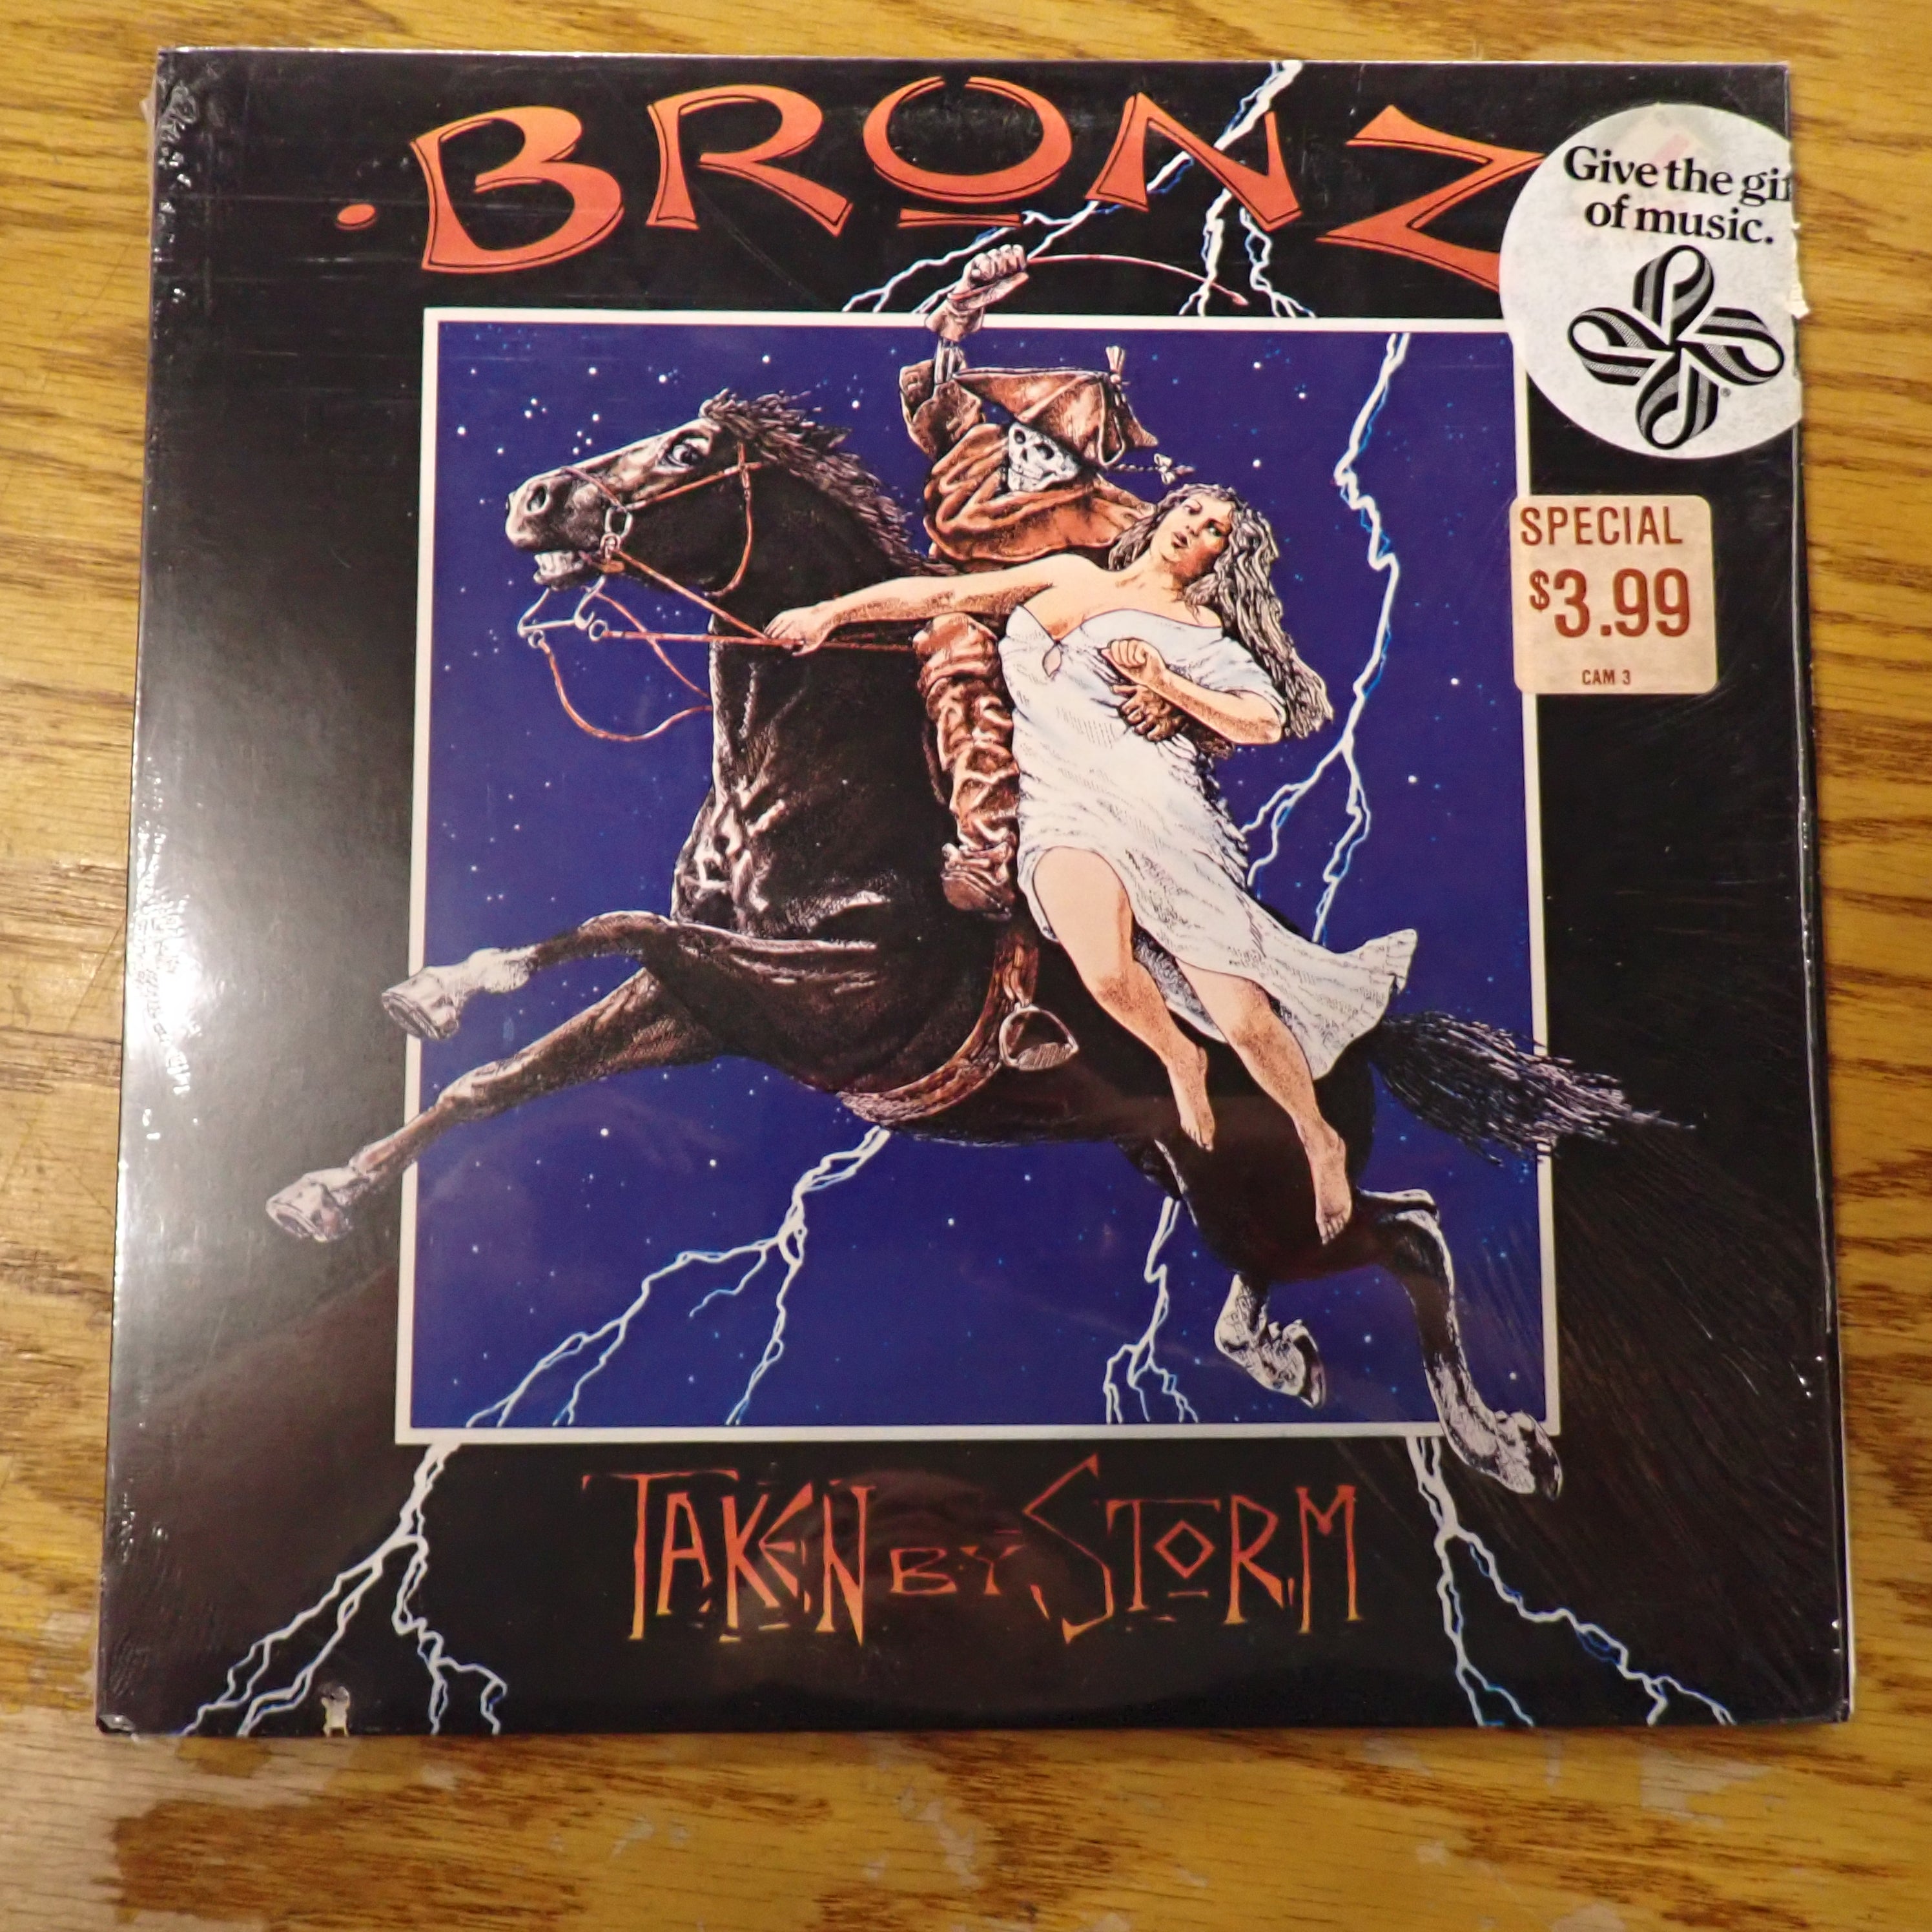 BRONZ
Give the gif
of music.
SPECIAL
$3.99
CAM 3
TAKEN BY STORM